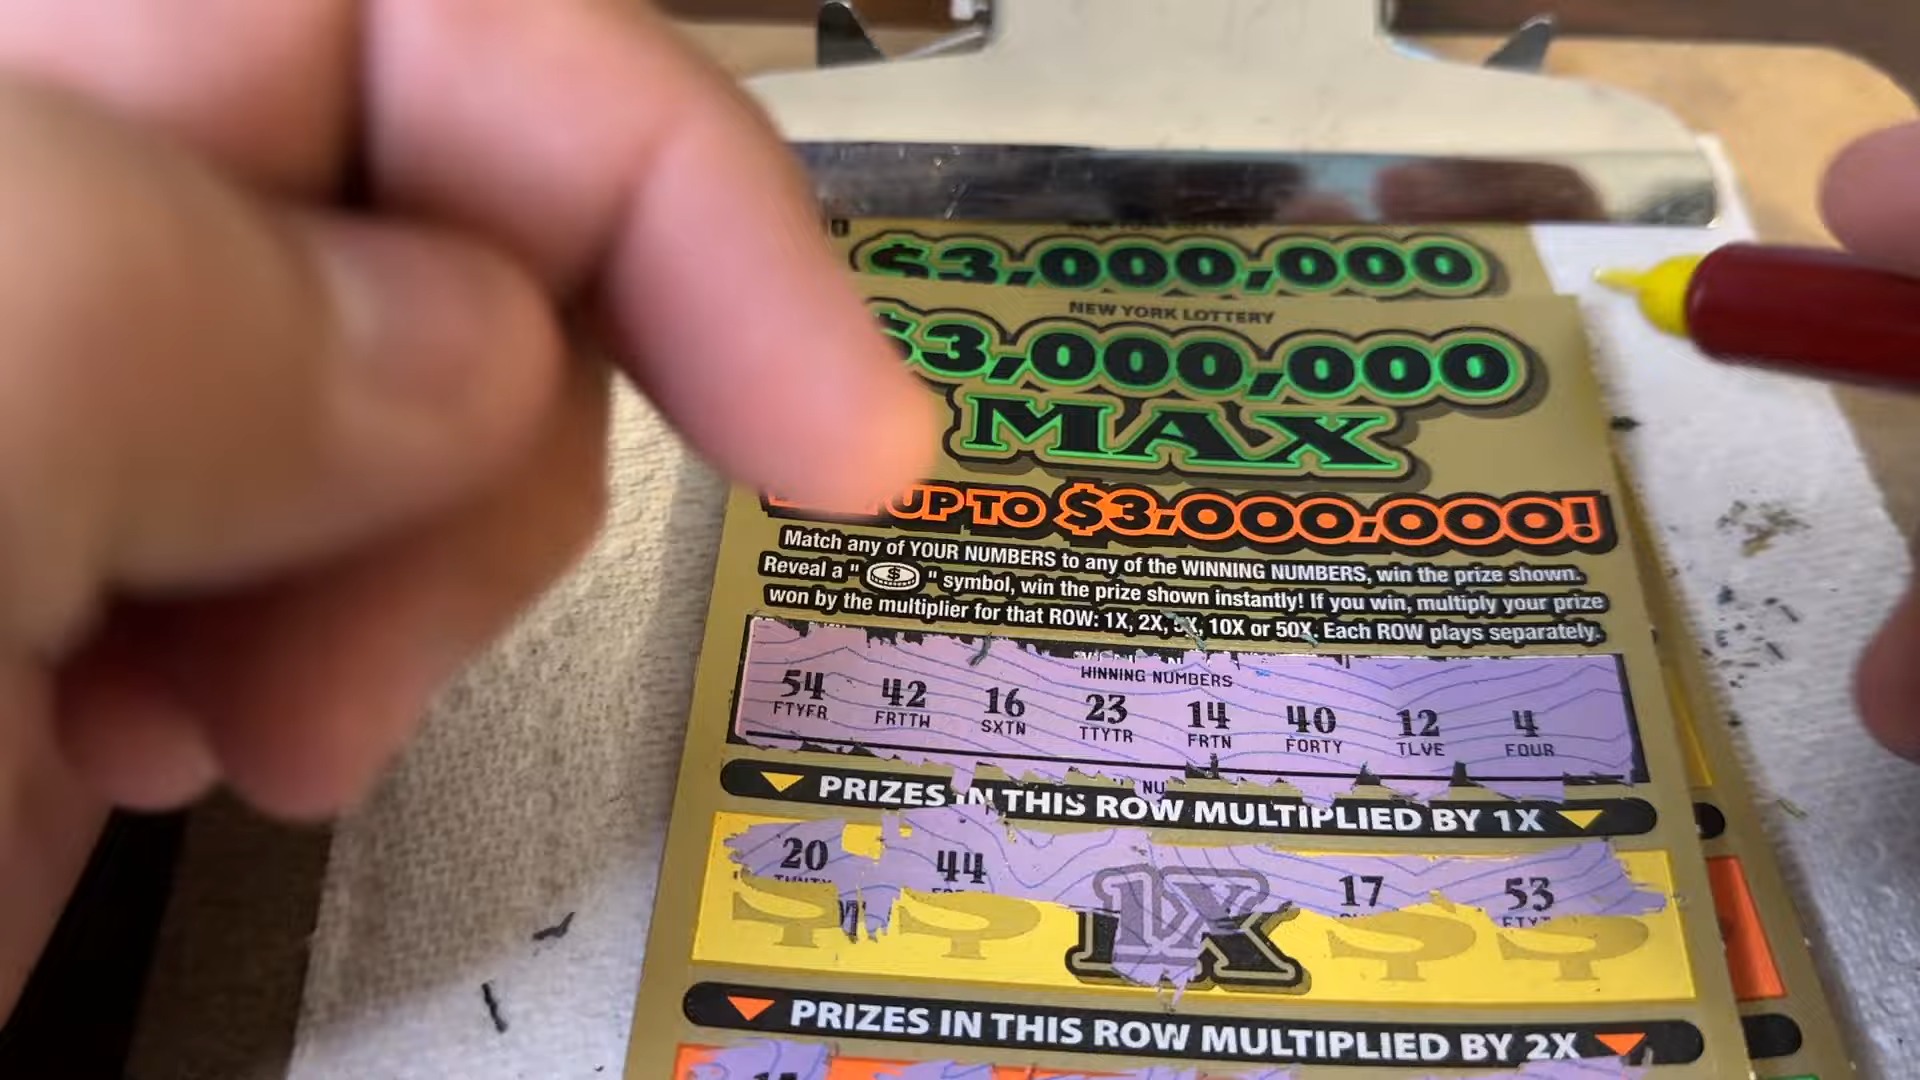 $3,000,000
NEW YORK LOTTERY
$3,000,000
MAX
UP TO $3,000,000!
Match any of YOUR NUMBERS to any of the WINNING NUMBERS, win the prize shown.
Reveal a " $ " symbol, win the prize shown instantly! If you win, multiply your prize
won by the multiplier for that ROW: 1X, 2X, 5X, 10X or 50X. Each ROW plays separately.
WINNING NUMBERS
54 42 16 23 14 40 12 4
FTYFR FRTTW SXTN TTYTR FRTN FORTY TLVE FOUR
PRIZES IN THIS ROW MULTIPLIED BY 1X
20 44 1X 17 53
PRIZES IN THIS ROW MULTIPLIED BY 2X